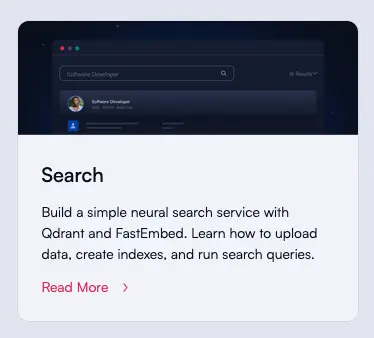 Software Developer
Results
Software Developer
Search
Build a simple neural search service with
Qdrant and FastEmbed. Learn how to upload
data, create indexes, and run search queries.
Read More